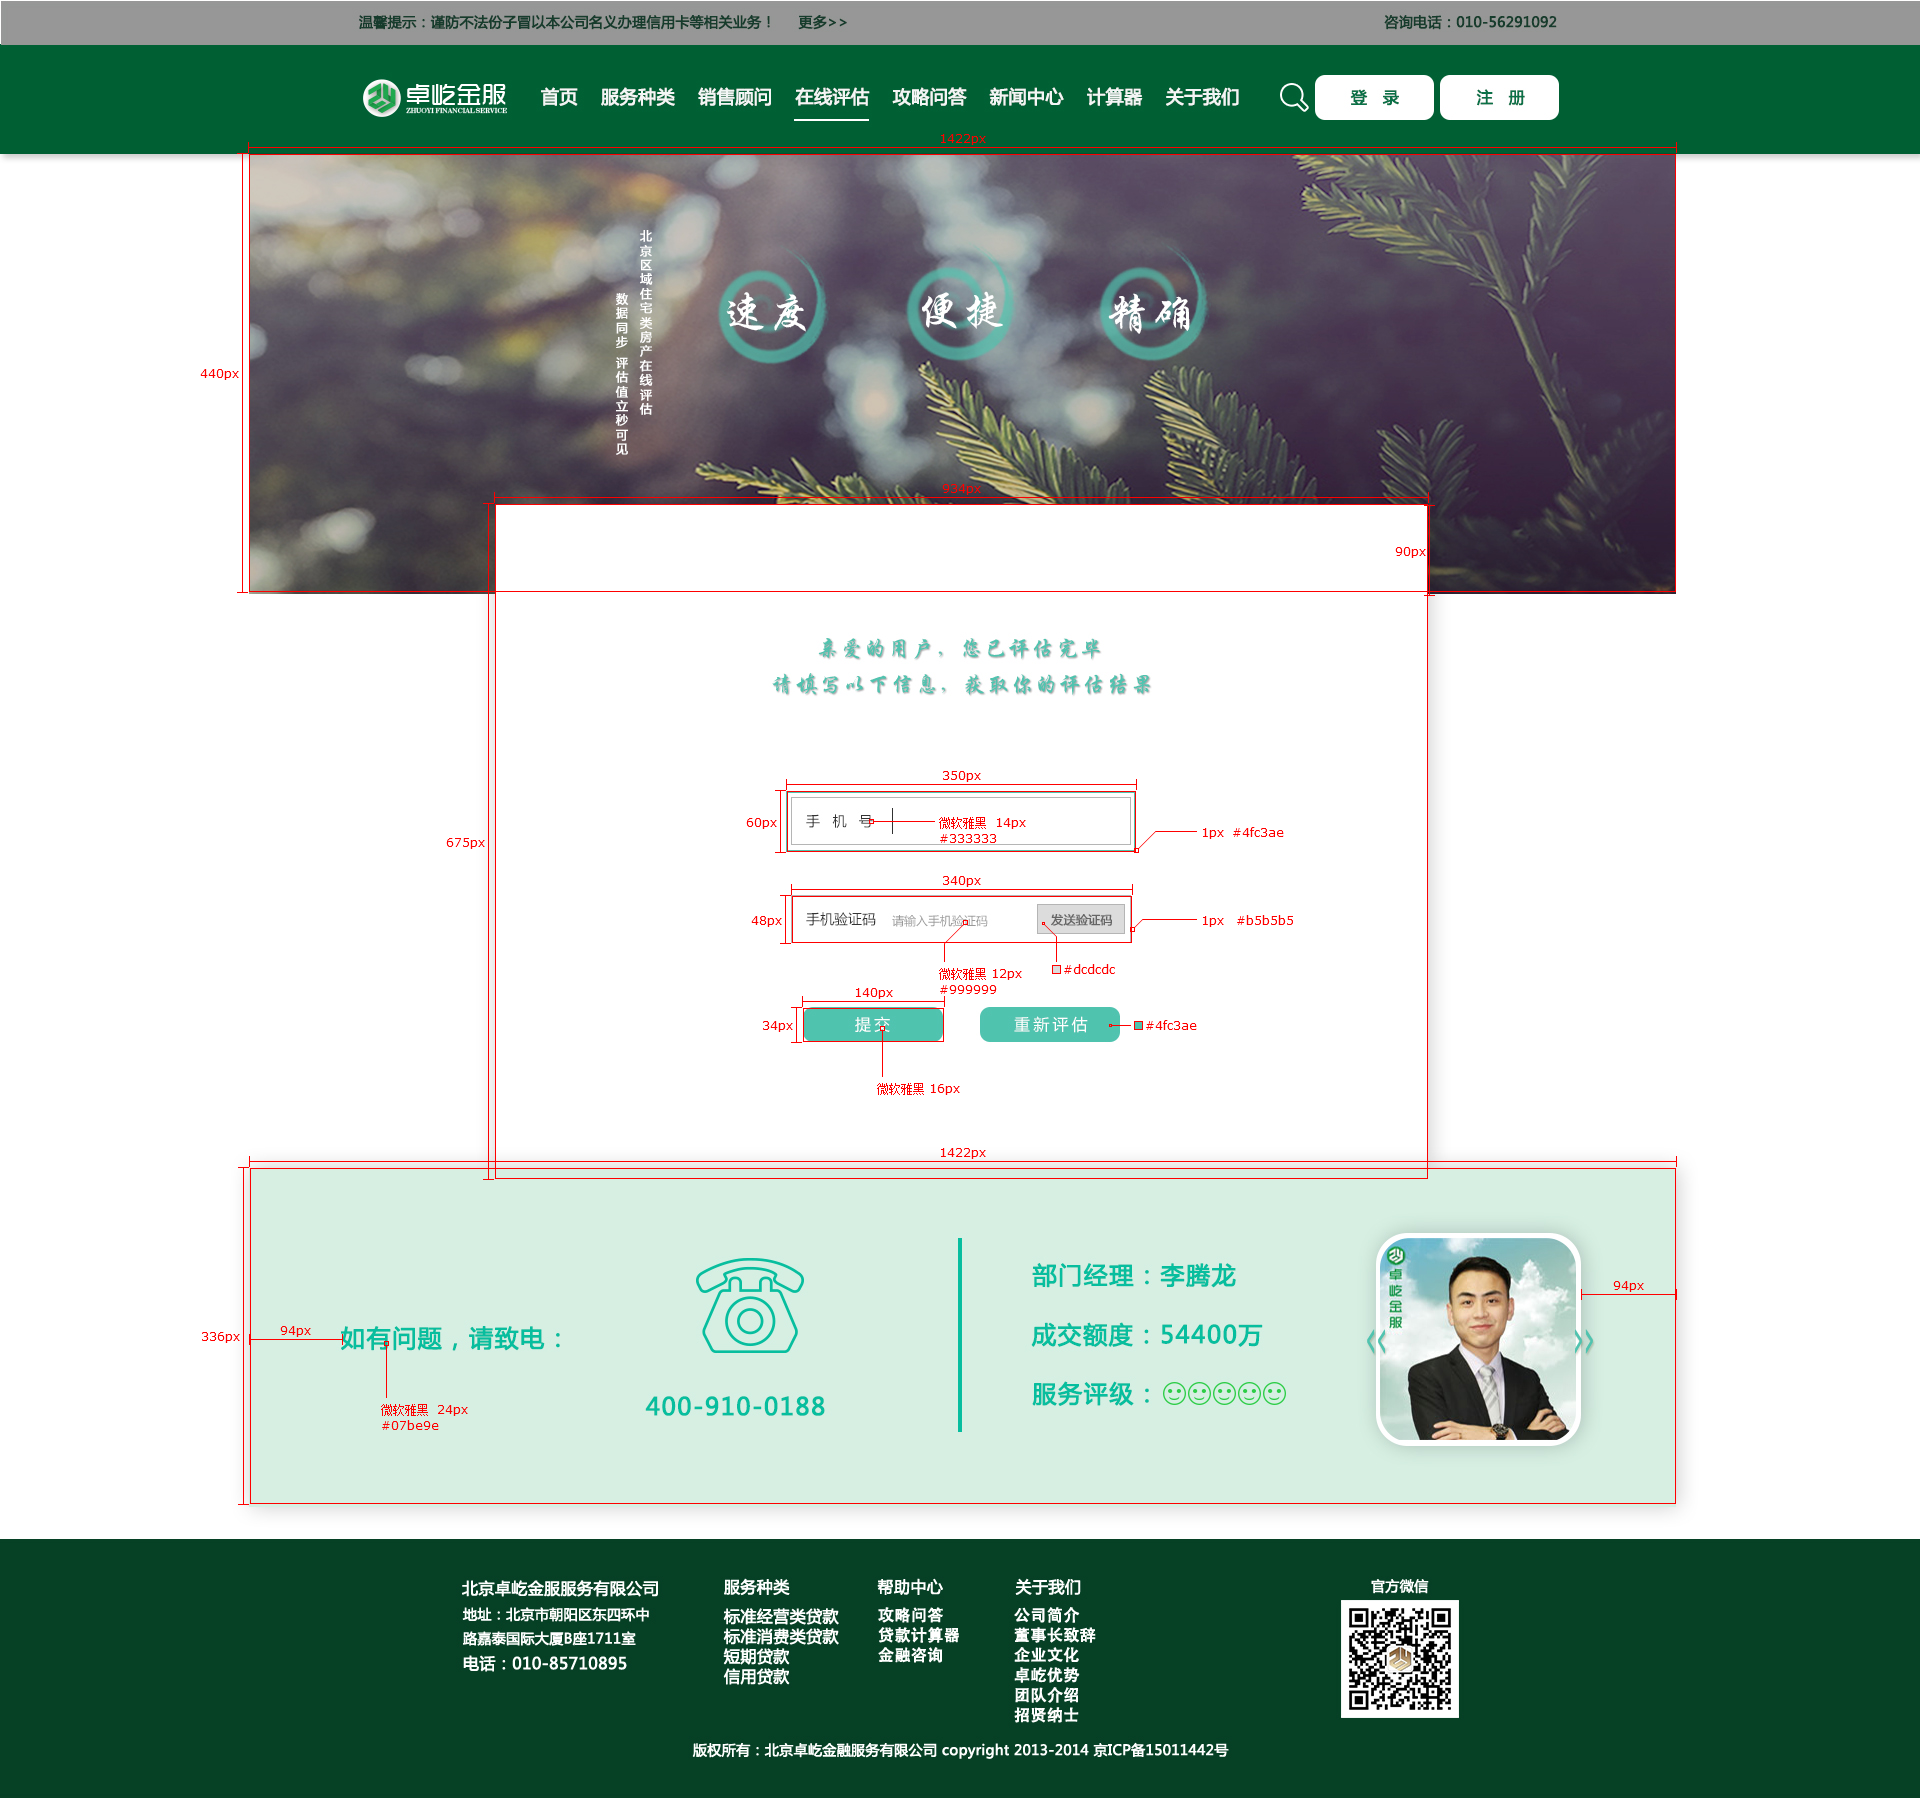 温馨提示：谨防不法份子冒以本公司名义办理信用卡等相关业务！ 更多>>
咨询电话：010-56291092
卓屹金服
ZHUOYI FINANCIAL SERVICE
首页 服务种类 销售顾问 在线评估 攻略问答 新闻中心 计算器 关于我们
登 录
注 册
1422px
440px
北京区域住宅类房产在线评估
数据同步 评估值立秒可见
速度
便捷
精确
934px
90px
675px
亲爱的用户，您已评估完毕
请填写以下信息，获取你的评估结果
350px
60px
手 机 号
微软雅黑 14px
#333333
1px #4fc3ae
340px
48px
手机验证码 请输入手机验证码 发送验证码
1px #b5b5b5
微软雅黑 12px
#999999
#dcdcdc
140px
34px
提交
重新评估
#4fc3ae
微软雅黑 16px
1422px
336px
94px
如有问题，请致电：
微软雅黑 24px
#07be9e
400-910-0188
部门经理：李腾龙
成交额度：54400万
服务评级：
卓屹金服
94px
北京卓屹金服服务有限公司
地址：北京市朝阳区东四环中
路嘉泰国际大厦B座1711室
电话：010-85710895
服务种类
标准经营类贷款
标准消费类贷款
短期贷款
信用贷款
帮助中心
攻略问答
贷款计算器
金融咨询
关于我们
公司简介
董事长致辞
企业文化
卓屹优势
团队介绍
招贤纳士
官方微信
版权所有：北京卓屹金融服务有限公司 copyright 2013-2014 京ICP备15011442号